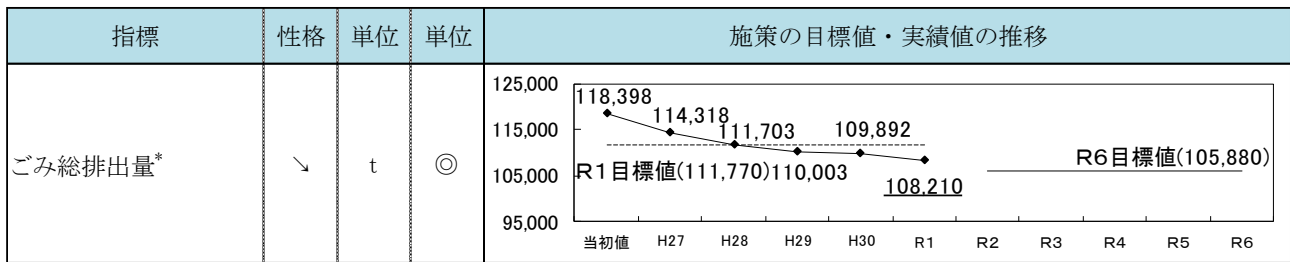 指標 性格 単位 単位 施策の目標値・実績値の推移
ごみ総排出量* ↘ t ◎
125,000
115,000
105,000
95,000
118,398
114,318
111,703
109,892
R1目標値(111,770)
110,003
108,210
R6目標値(105,880)
当初値 H27 H28 H29 H30 R1 R2 R3 R4 R5 R6